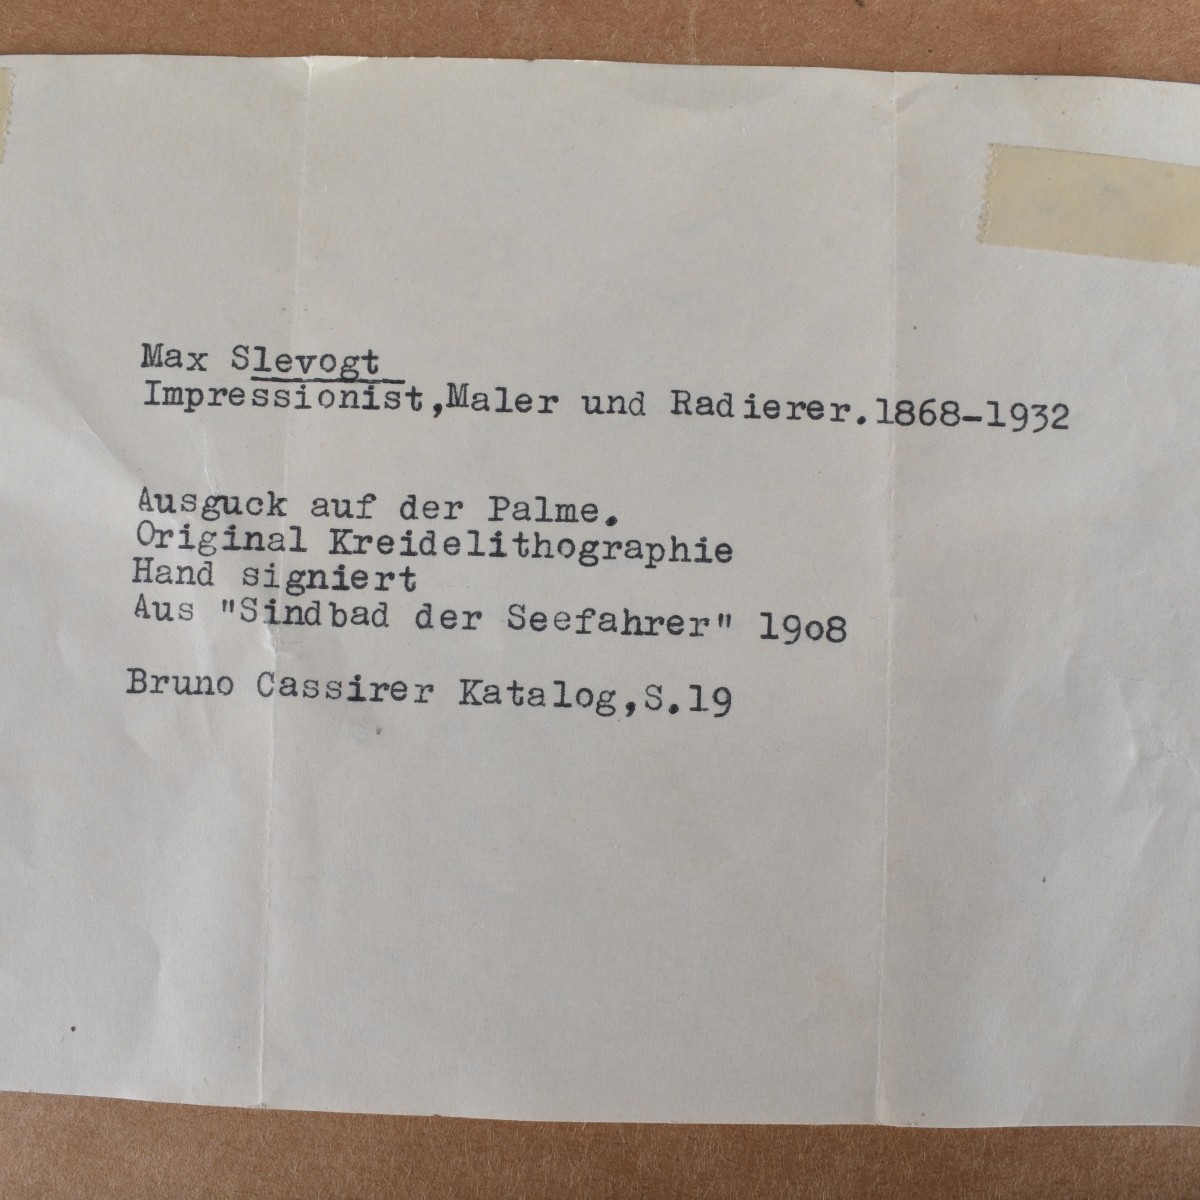 Max Slevogt
Impressionist,Maler und Radierer.1868-1932
Ausguck auf der Palme.
Original Kreidelithographie
Hand signiert
Aus "Sindbad der Seefahrer" 1908
Bruno Cassirer Katalog,S.19